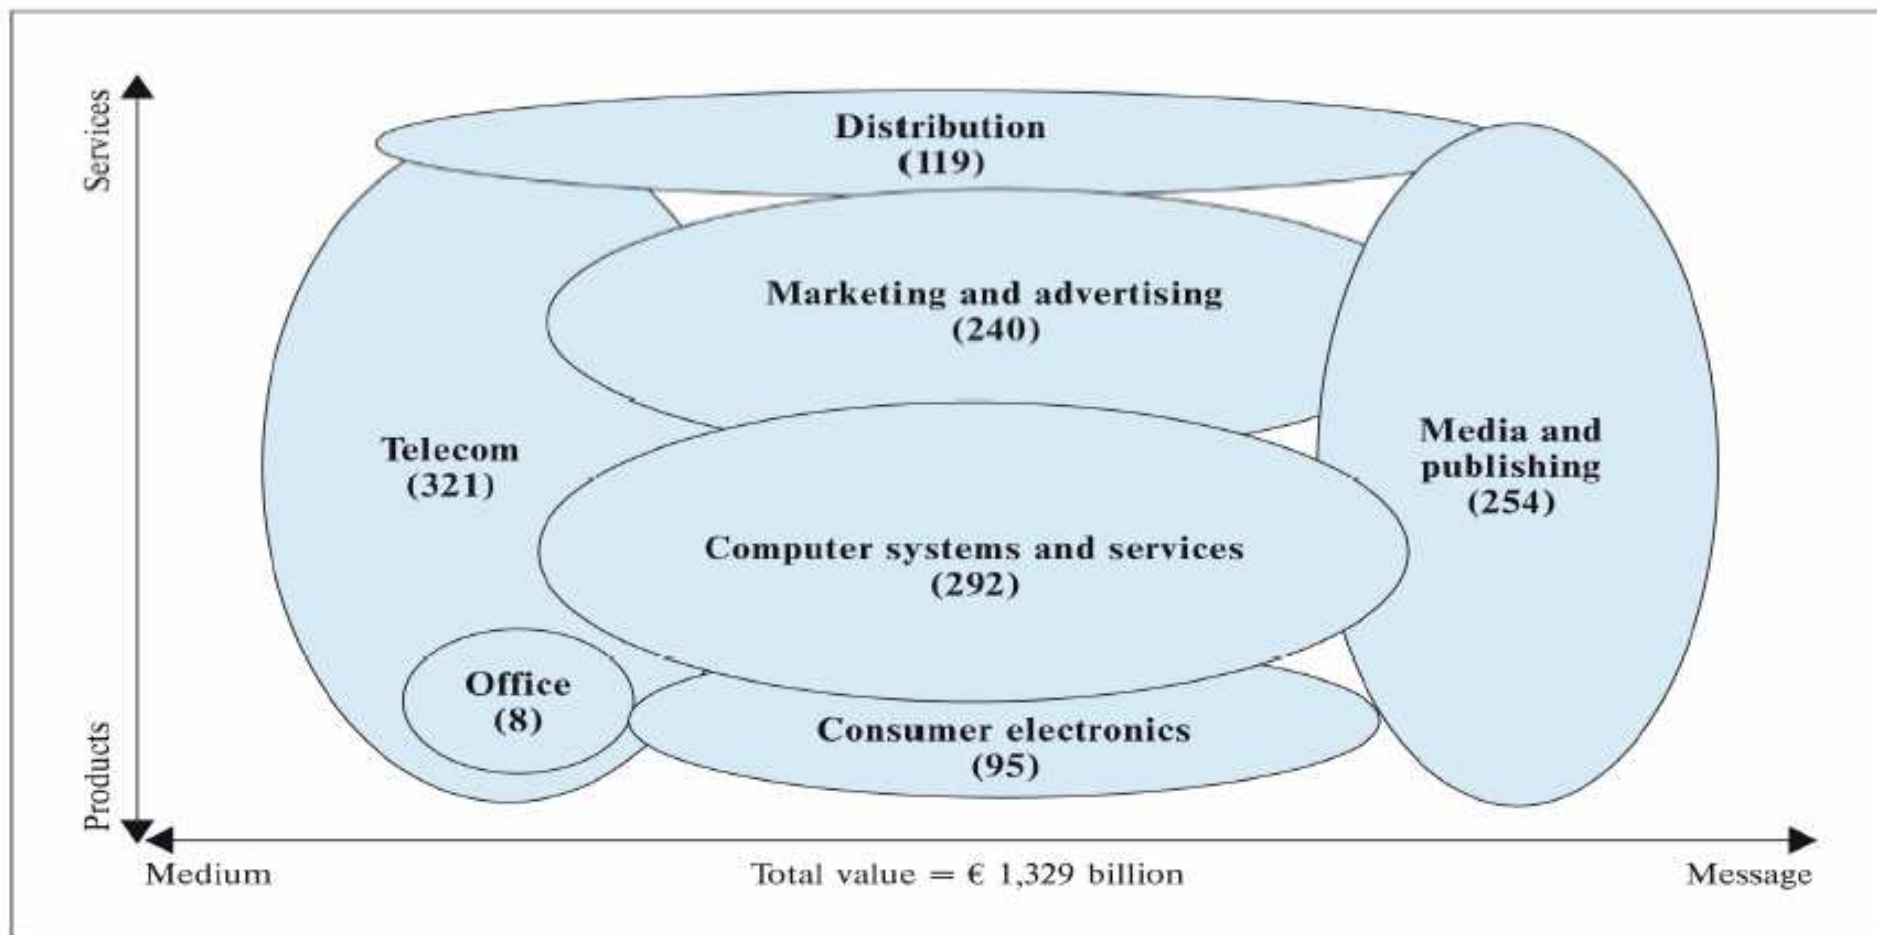 Services
Distribution
(119)
Marketing and advertising
(240)
Telecom
(321)
Media and
publishing
(254)
Computer systems and services
(292)
Office
(8)
Consumer electronics
(95)
Products
Medium
Total value = € 1,329 billion
Message